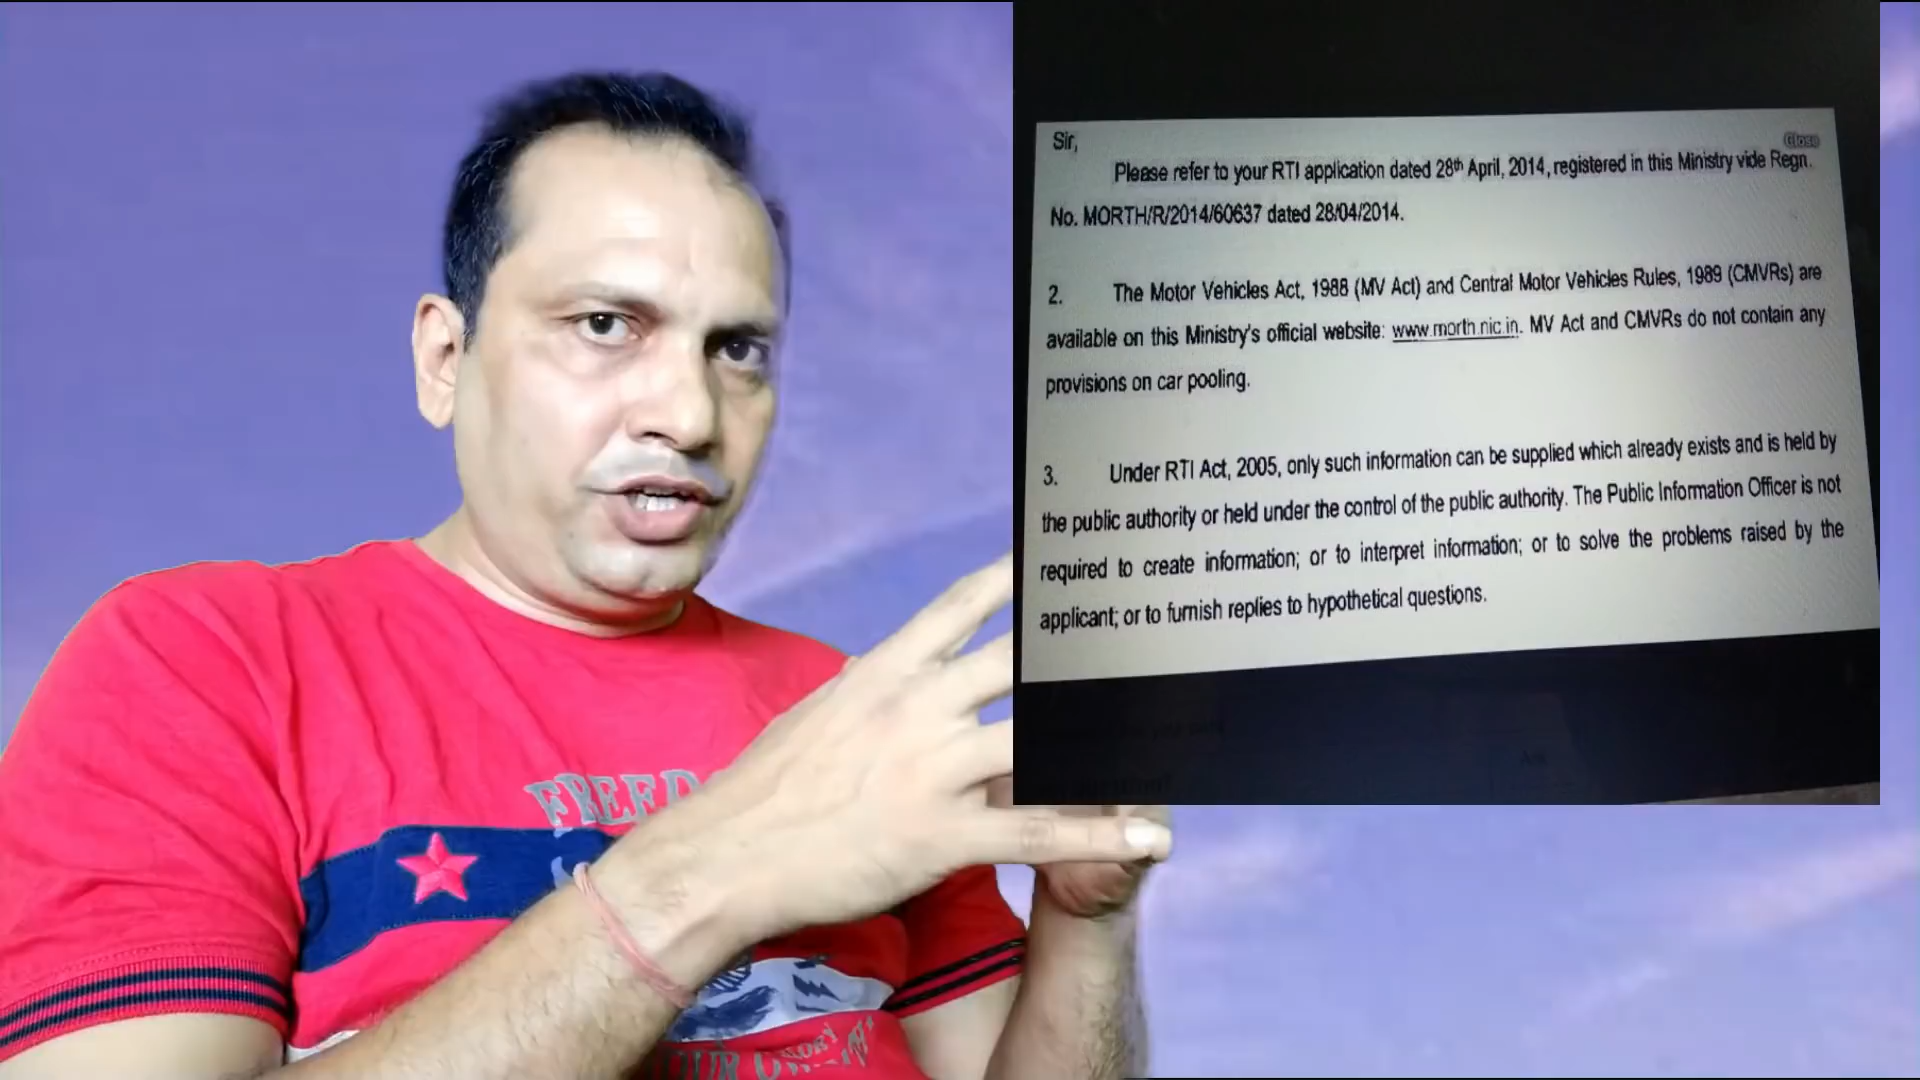 Close
Sir,
Please refer to your RTI application dated 28th April, 2014, registered in this Ministry vide Regn.
No. MORTH/R/2014/60637 dated 28/04/2014.
2. The Motor Vehicles Act, 1988 (MV Act) and Central Motor Vehicles Rules, 1989 (CMVRs) are
available on this Ministry's official website: www.morth.nic.in. MV Act and CMVRs do not contain any
provisions on car pooling.
3. Under RTI Act, 2005, only such information can be supplied which already exists and is held by
the public authority or held under the control of the public authority. The Public Information Officer is not
required to create information; or to interpret information; or to solve the problems raised by the
applicant; or to furnish replies to hypothetical questions.